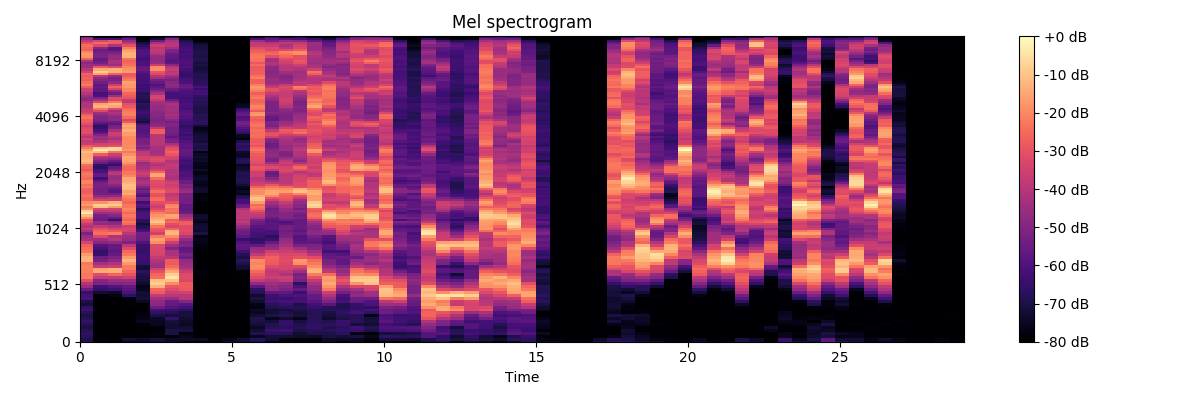 Mel spectrogram
Hz
8192
4096
2048
1024
512
0
0 5 10 15 20 25
Time
+0 dB
-10 dB
-20 dB
-30 dB
-40 dB
-50 dB
-60 dB
-70 dB
-80 dB